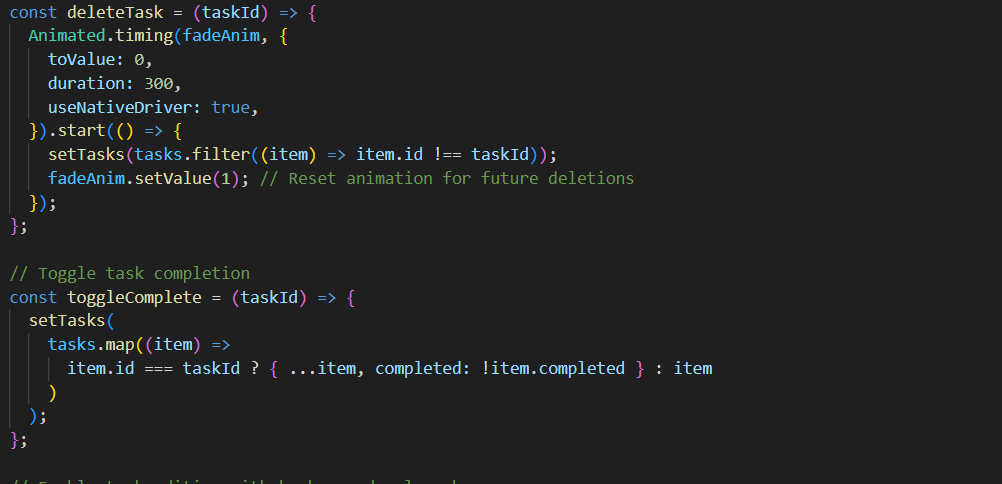 const deleteTask = (taskId) => {
  Animated.timing(fadeAnim, {
    toValue: 0,
    duration: 300,
    useNativeDriver: true,
  }).start(() => {
    setTasks(tasks.filter((item) => item.id !== taskId));
    fadeAnim.setValue(1); // Reset animation for future deletions
  });
};

// Toggle task completion
const toggleComplete = (taskId) => {
  setTasks(
    tasks.map((item) =>
      item.id === taskId ? { ...item, completed: !item.completed } : item
    )
  );
};